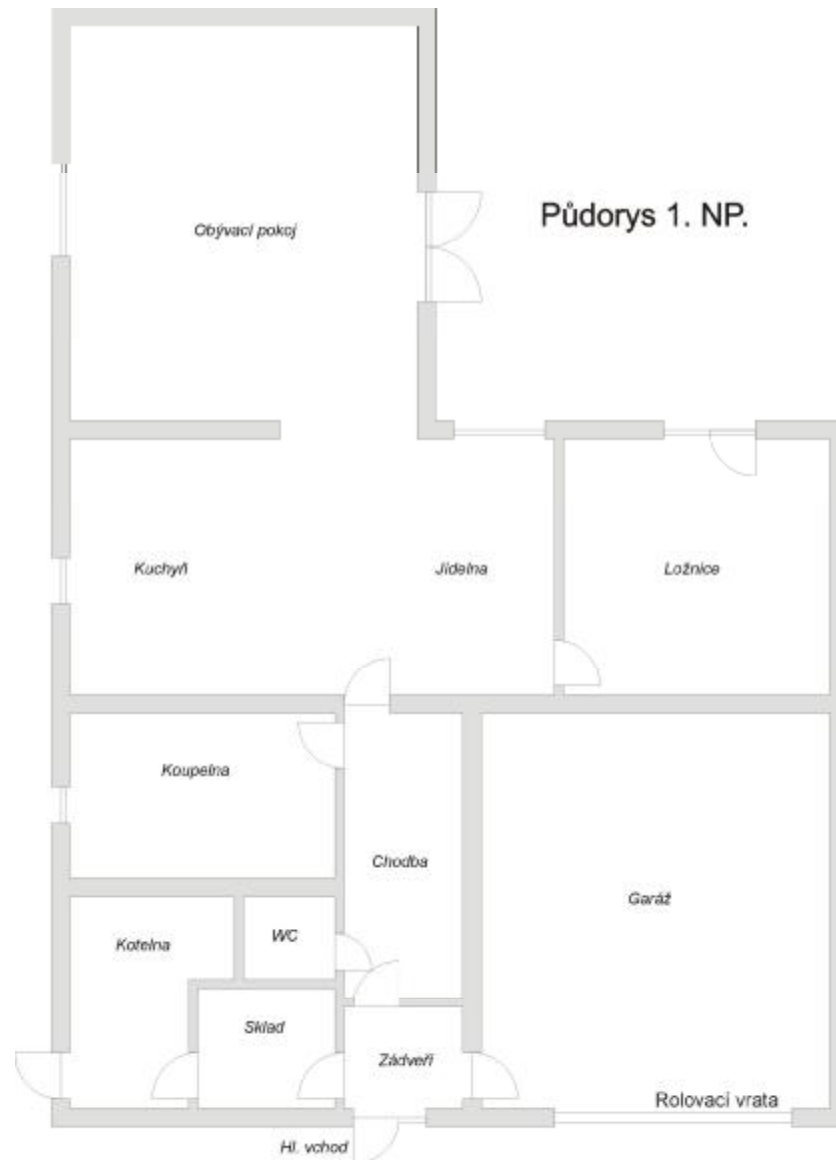 Půdorys 1. NP.
Obývací pokoj
Kuchyň
Jídelna
Ložnice
Koupelna
Chodba
Garáž
Kotelna
WC
Sklad
Zádveří
Rolovací vrata
Hl. vchod